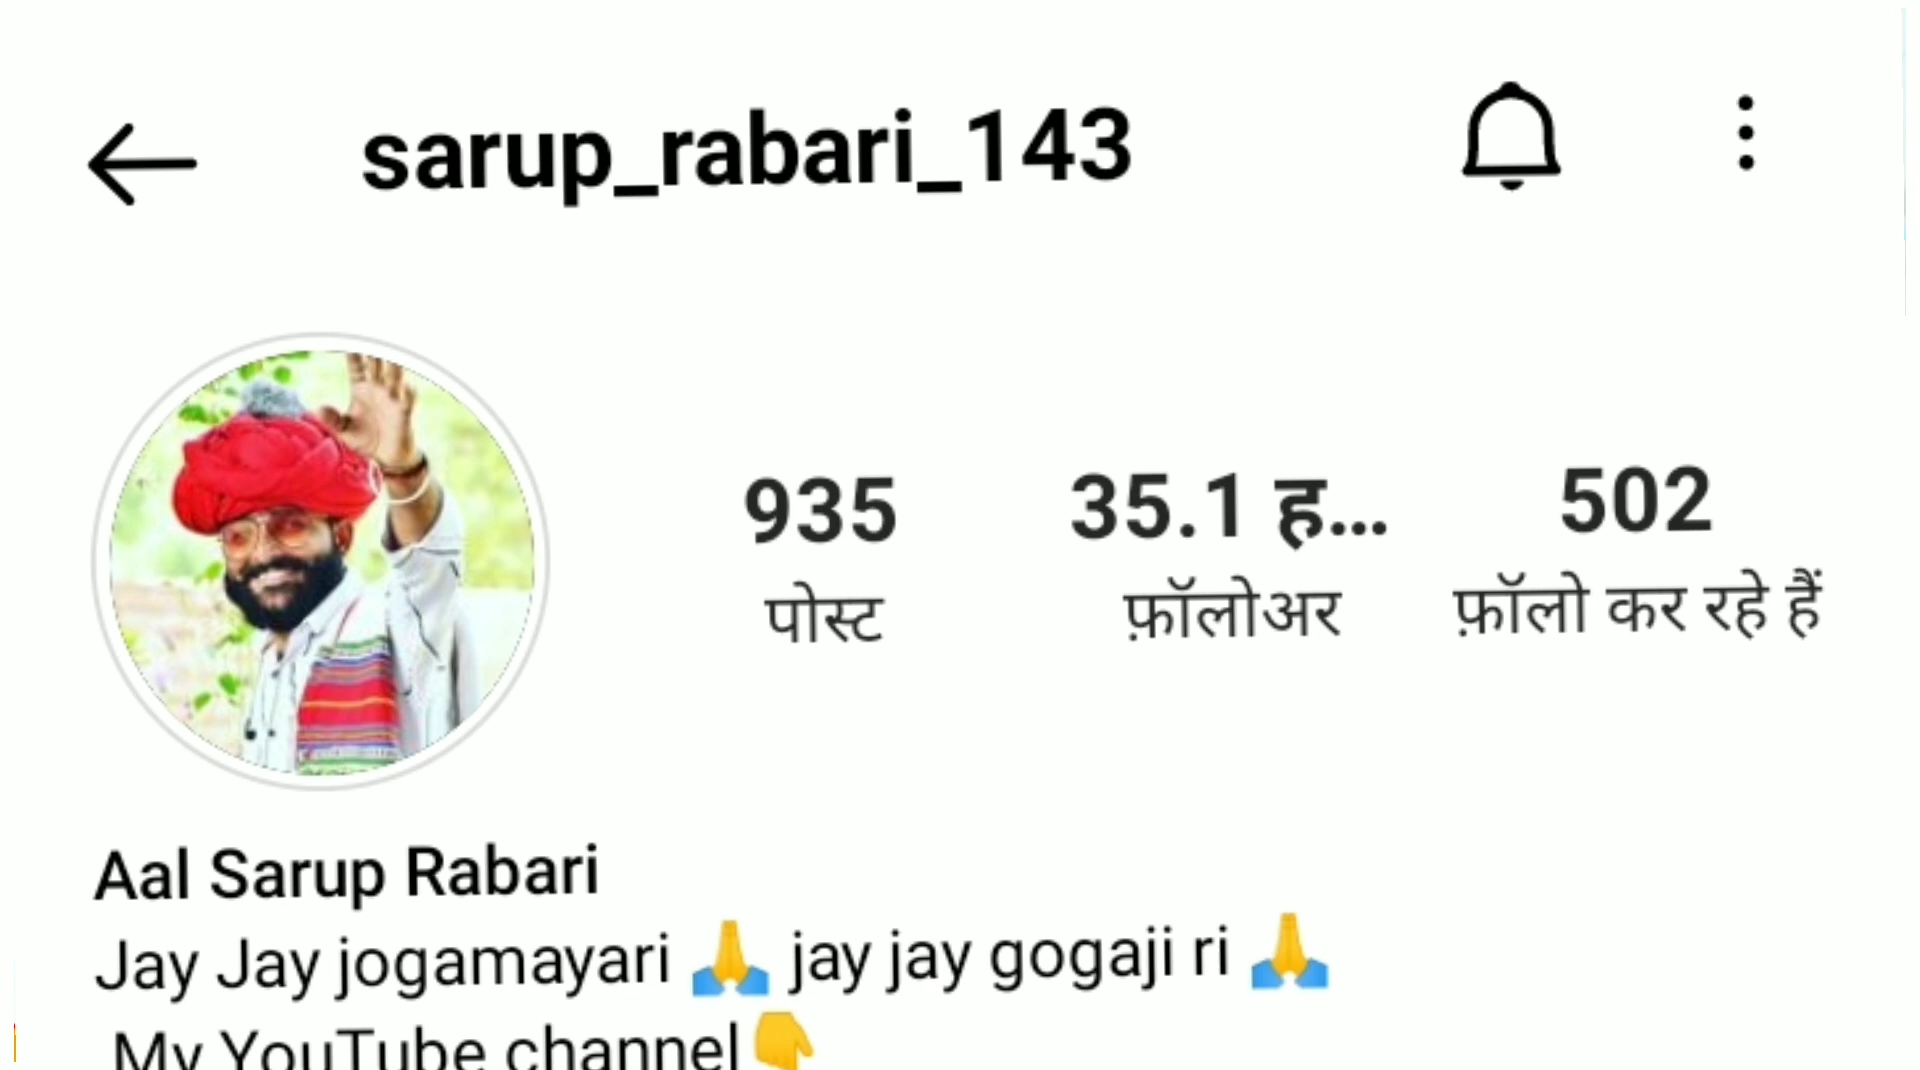 sarup_rabari_143
935 35.1 ह... 502
पोस्ट फ़ॉलोअर फ़ॉलो कर रहे हैं
Aal Sarup Rabari
Jay Jay jogamayari 🙏 jay jay gogaji ri 🙏
My YouTube channel👇